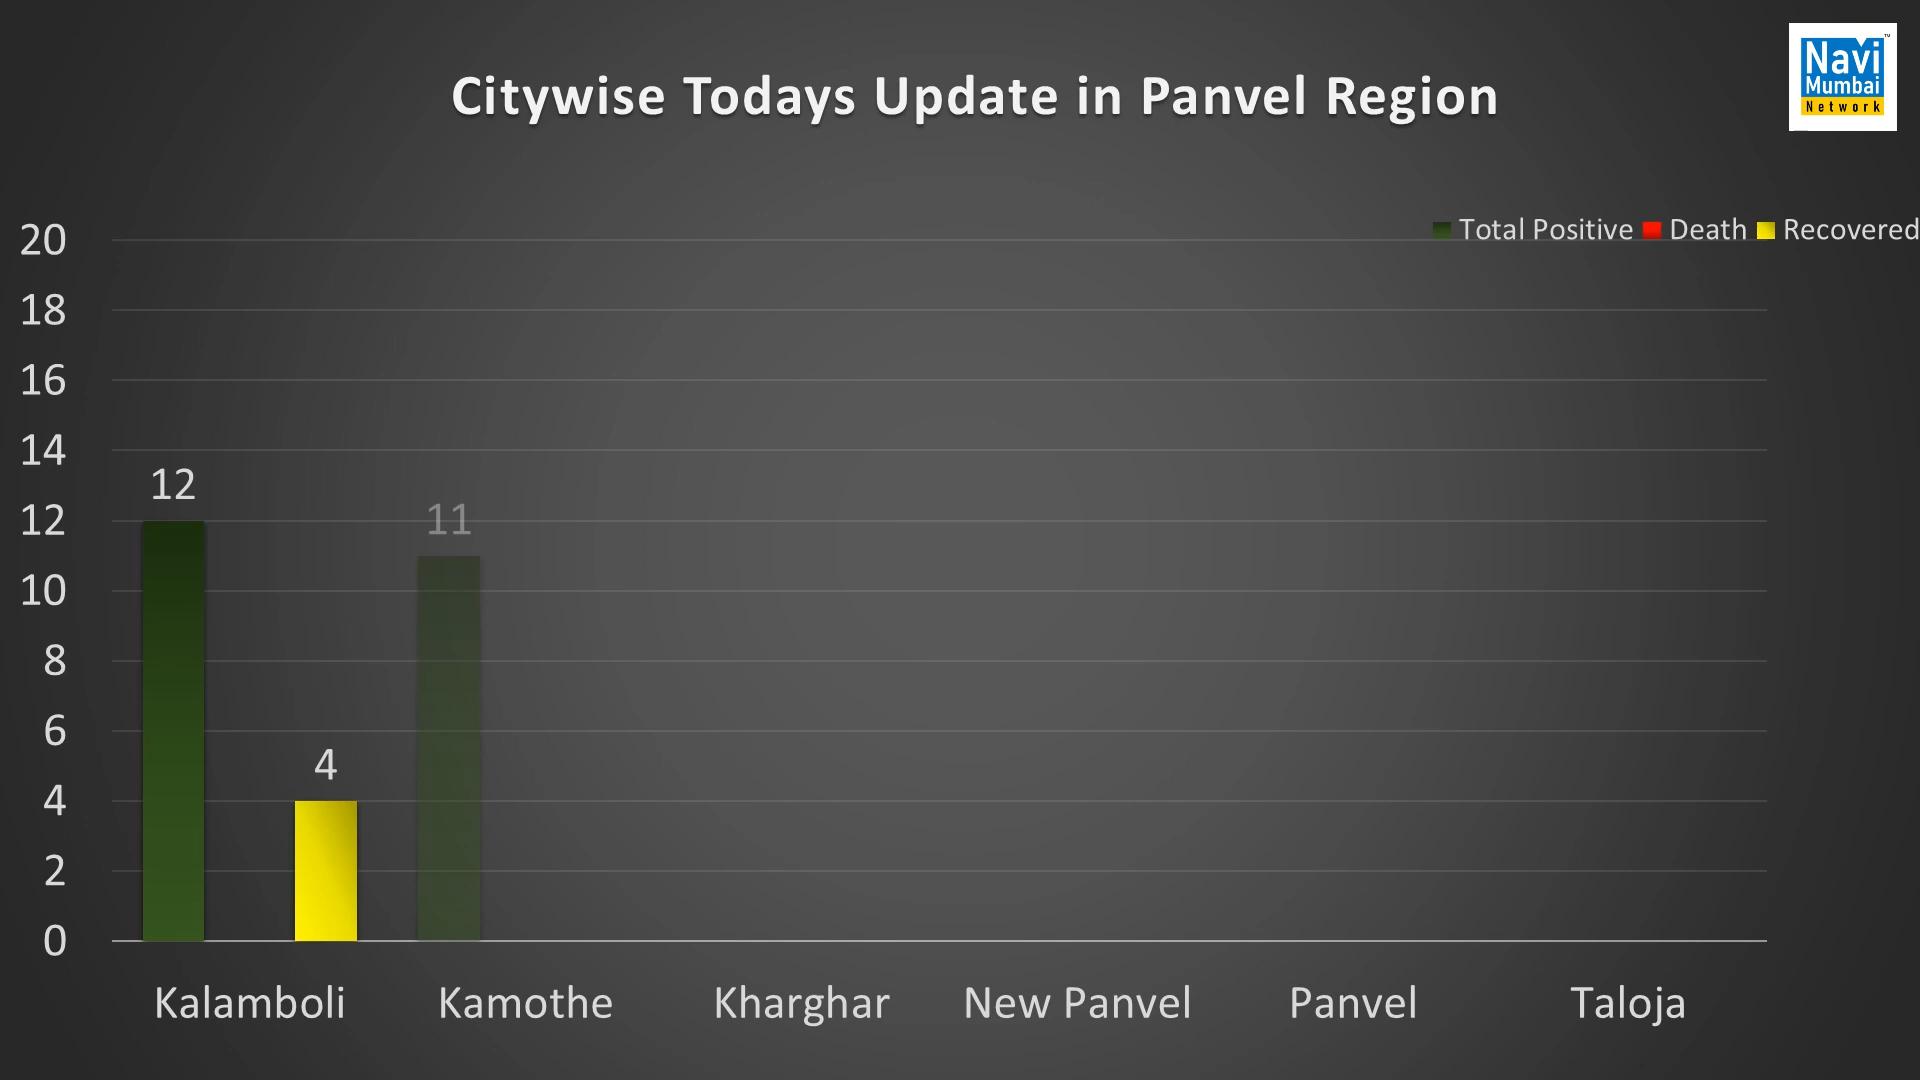 Citywise Todays Update in Panvel Region
Navi
Mumbai
Network
™
Total Positive Death Recovered
20
18
16
14
12
10
8
6
4
2
0
12
4
11
Kalamboli Kamothe Kharghar New Panvel Panvel Taloja